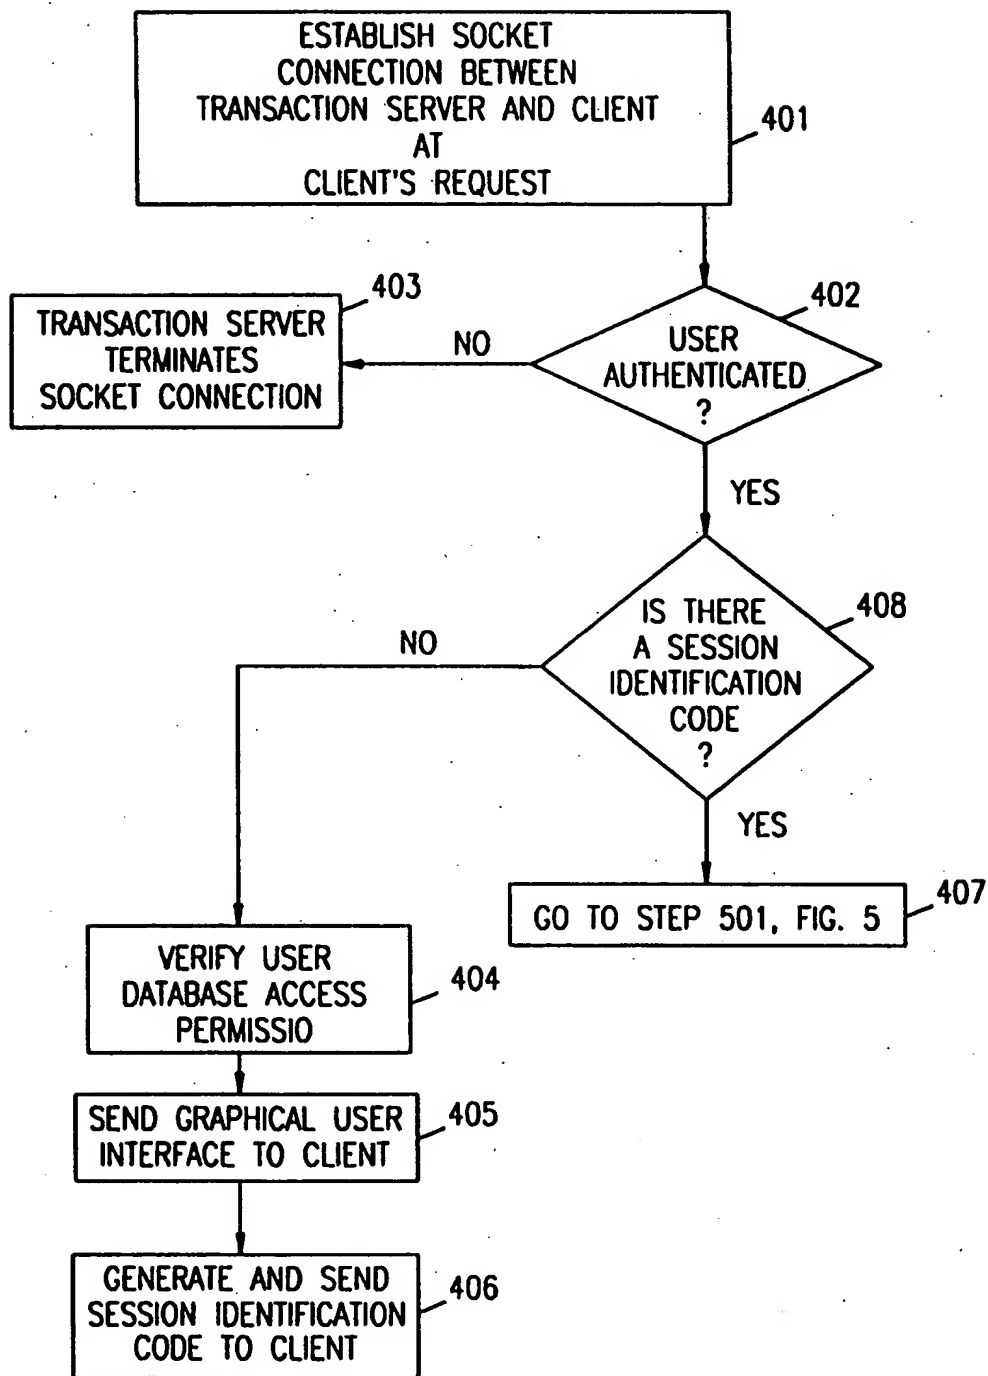 ESTABLISH SOCKET
CONNECTION BETWEEN
TRANSACTION SERVER AND CLIENT
AT
CLIENT'S REQUEST
401
403
TRANSACTION SERVER
TERMINATES
SOCKET CONNECTION
NO
402
USER
AUTHENTICATED
?
YES
408
IS THERE
A SESSION
IDENTIFICATION
CODE
?
NO
YES
407
GO TO STEP 501, FIG. 5
VERIFY USER
DATABASE ACCESS
PERMISSIO
404
SEND GRAPHICAL USER
INTERFACE TO CLIENT
405
GENERATE AND SEND
SESSION IDENTIFICATION
CODE TO CLIENT
406